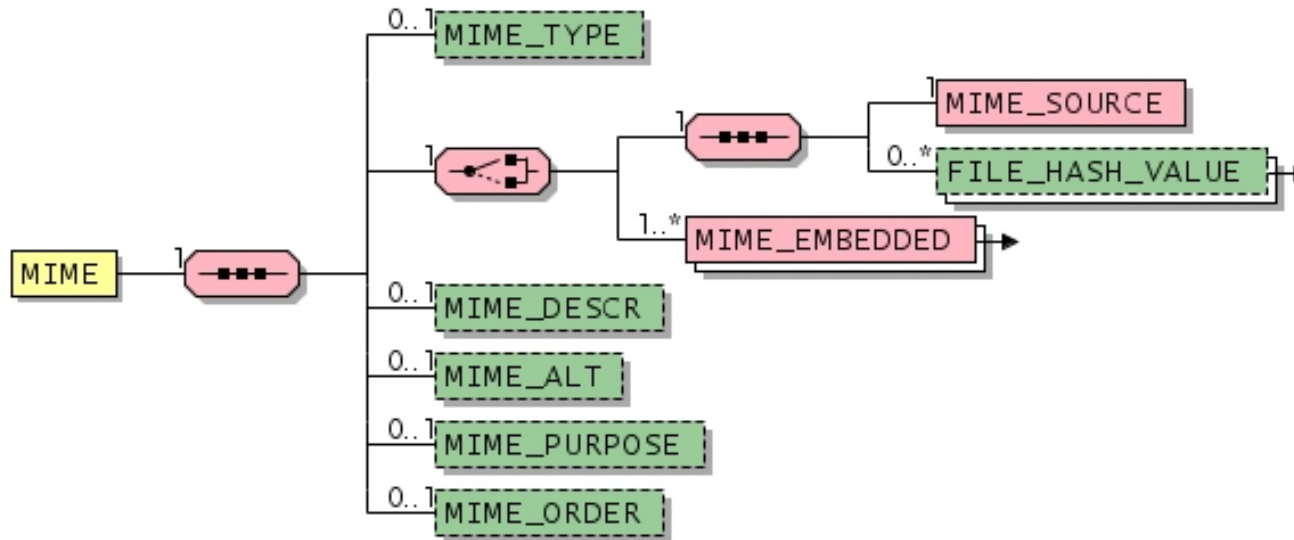 0..1
MIME_TYPE
1
MIME_SOURCE
1
1
0..*
FILE_HASH_VALUE
1..*
MIME_EMBEDDED
1
MIME
0..1
MIME_DESCR
0..1
MIME_ALT
0..1
MIME_PURPOSE
0..1
MIME_ORDER